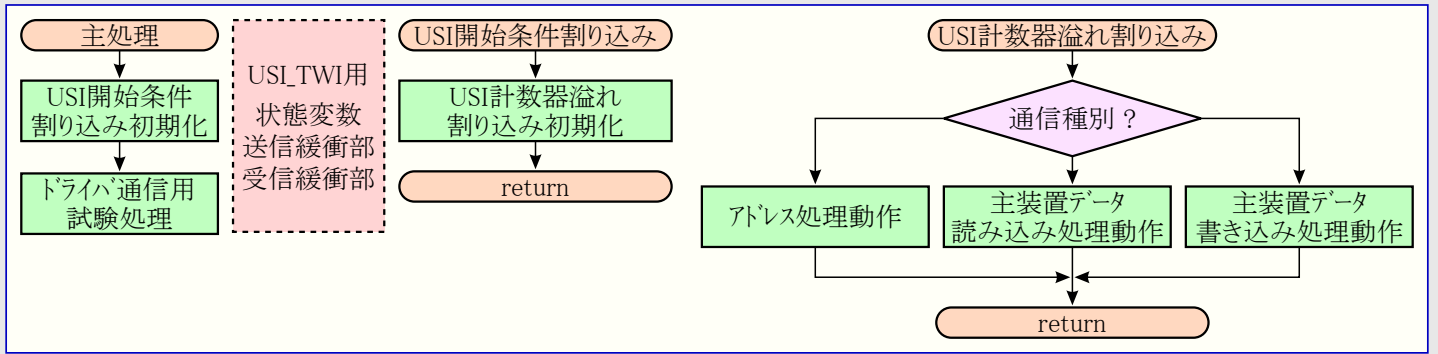 主処理
USI開始条件
割り込み初期化
ドライバ通信用
試験処理
USI_TWI用
状態変数
送信緩衝部
受信緩衝部
USI開始条件割り込み
USI計数器溢れ
割り込み初期化
return
USI計数器溢れ割り込み
通信種別？
アドレス処理動作
主装置データ
読み込み処理動作
主装置データ
書き込み処理動作
return